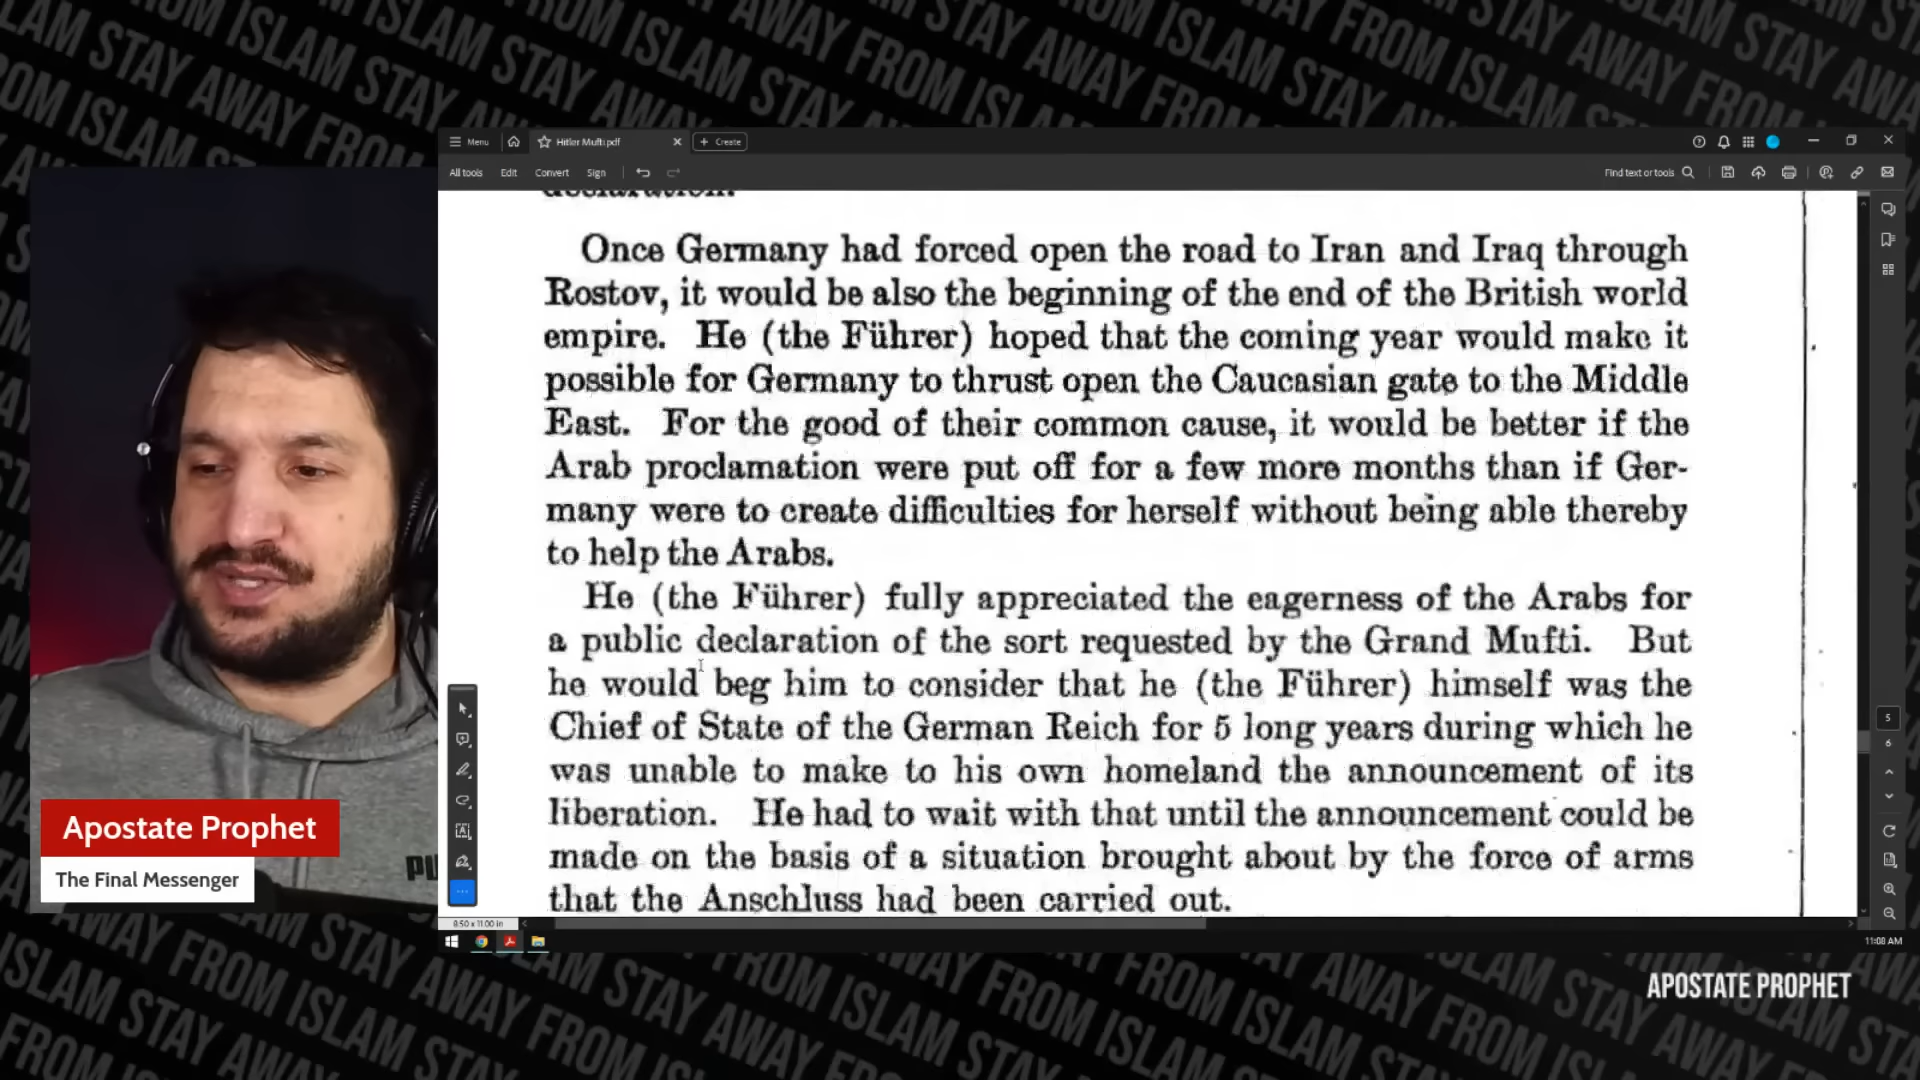 Menu
Hitler Mufti.pdf
Create
All tools
Edit
Convert
Sign
Find text or tools
declaration.
Once Germany had forced open the road to Iran and Iraq through
Rostov, it would be also the beginning of the end of the British world
empire. He (the Führer) hoped that the coming year would make it
possible for Germany to thrust open the Caucasian gate to the Middle
East. For the good of their common cause, it would be better if the
Arab proclamation were put off for a few more months than if Ger-
many were to create difficulties for herself without being able thereby
to help the Arabs.
He (the Führer) fully appreciated the eagerness of the Arabs for
a public declaration of the sort requested by the Grand Mufti. But
he would beg him to consider that he (the Führer) himself was the
Chief of State of the German Reich for 5 long years during which he
was unable to make to his own homeland the announcement of its
liberation. He had to wait with that until the announcement could be
made on the basis of a situation brought about by the force of arms
that the Anschluss had been carried out.
5
6
8.50 x 11.00 in
11:08 AM
Apostate Prophet
The Final Messenger
APOSTATE PROPHET
STAY AWAY FROM ISLAM